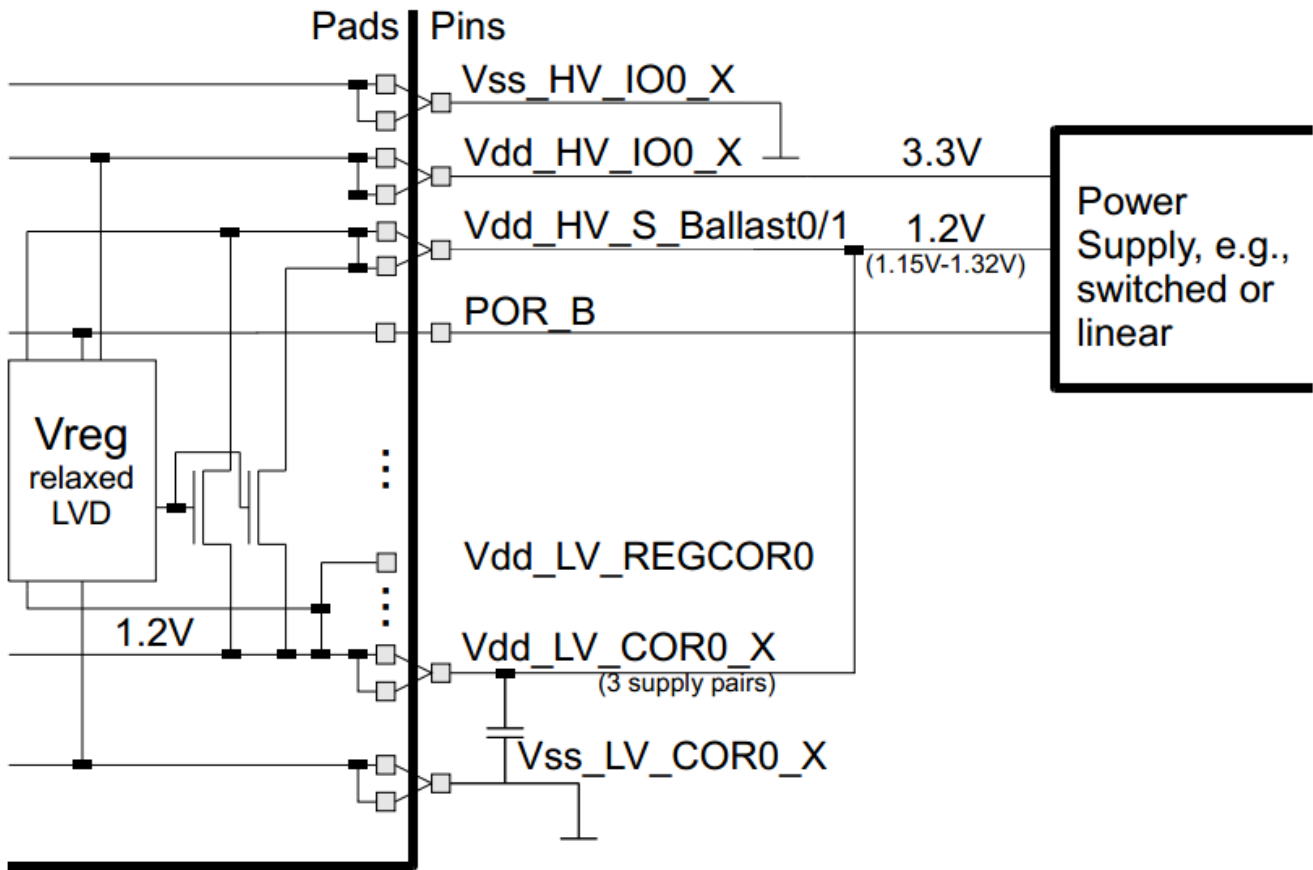 Pads
Pins
Vss_HV_IO0_X
Vdd_HV_IO0_X
3.3V
Vdd_HV_S_Ballast0/1
1.2V
(1.15V-1.32V)
Power
Supply, e.g.,
switched or
linear
POR_B
Vreg
relaxed
LVD
...
Vdd_LV_REGCOR0
...
1.2V
Vdd_LV_COR0_X
(3 supply pairs)
Vss_LV_COR0_X